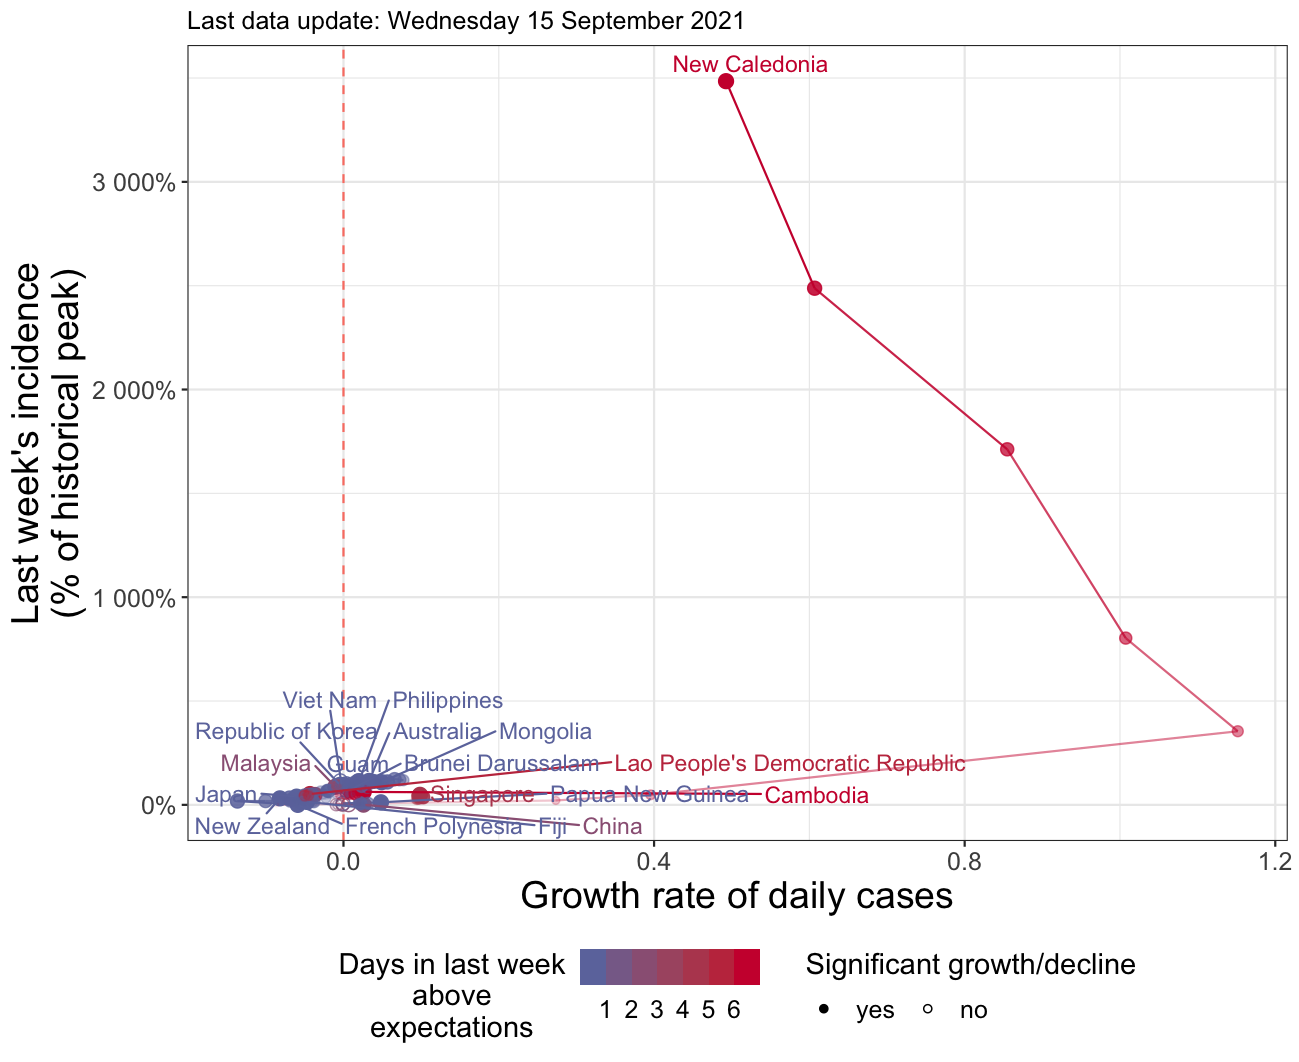 Last data update: Wednesday 15 September 2021
New Caledonia
3 000%
2 000%
1 000%
0%
Last week's incidence
(% of historical peak)
Viet Nam
Philippines
Republic of Korea
Australia
Mongolia
Malaysia
Guam
Brunei Darussalam
Lao People's Democratic Republic
Japan
Singapore
Papua New Guinea
Cambodia
New Zealand
French Polynesia
Fiji
China
0.0
0.4
0.8
1.2
Growth rate of daily cases
Days in last week
above
expectations
1 2 3 4 5 6
Significant growth/decline
yes
no